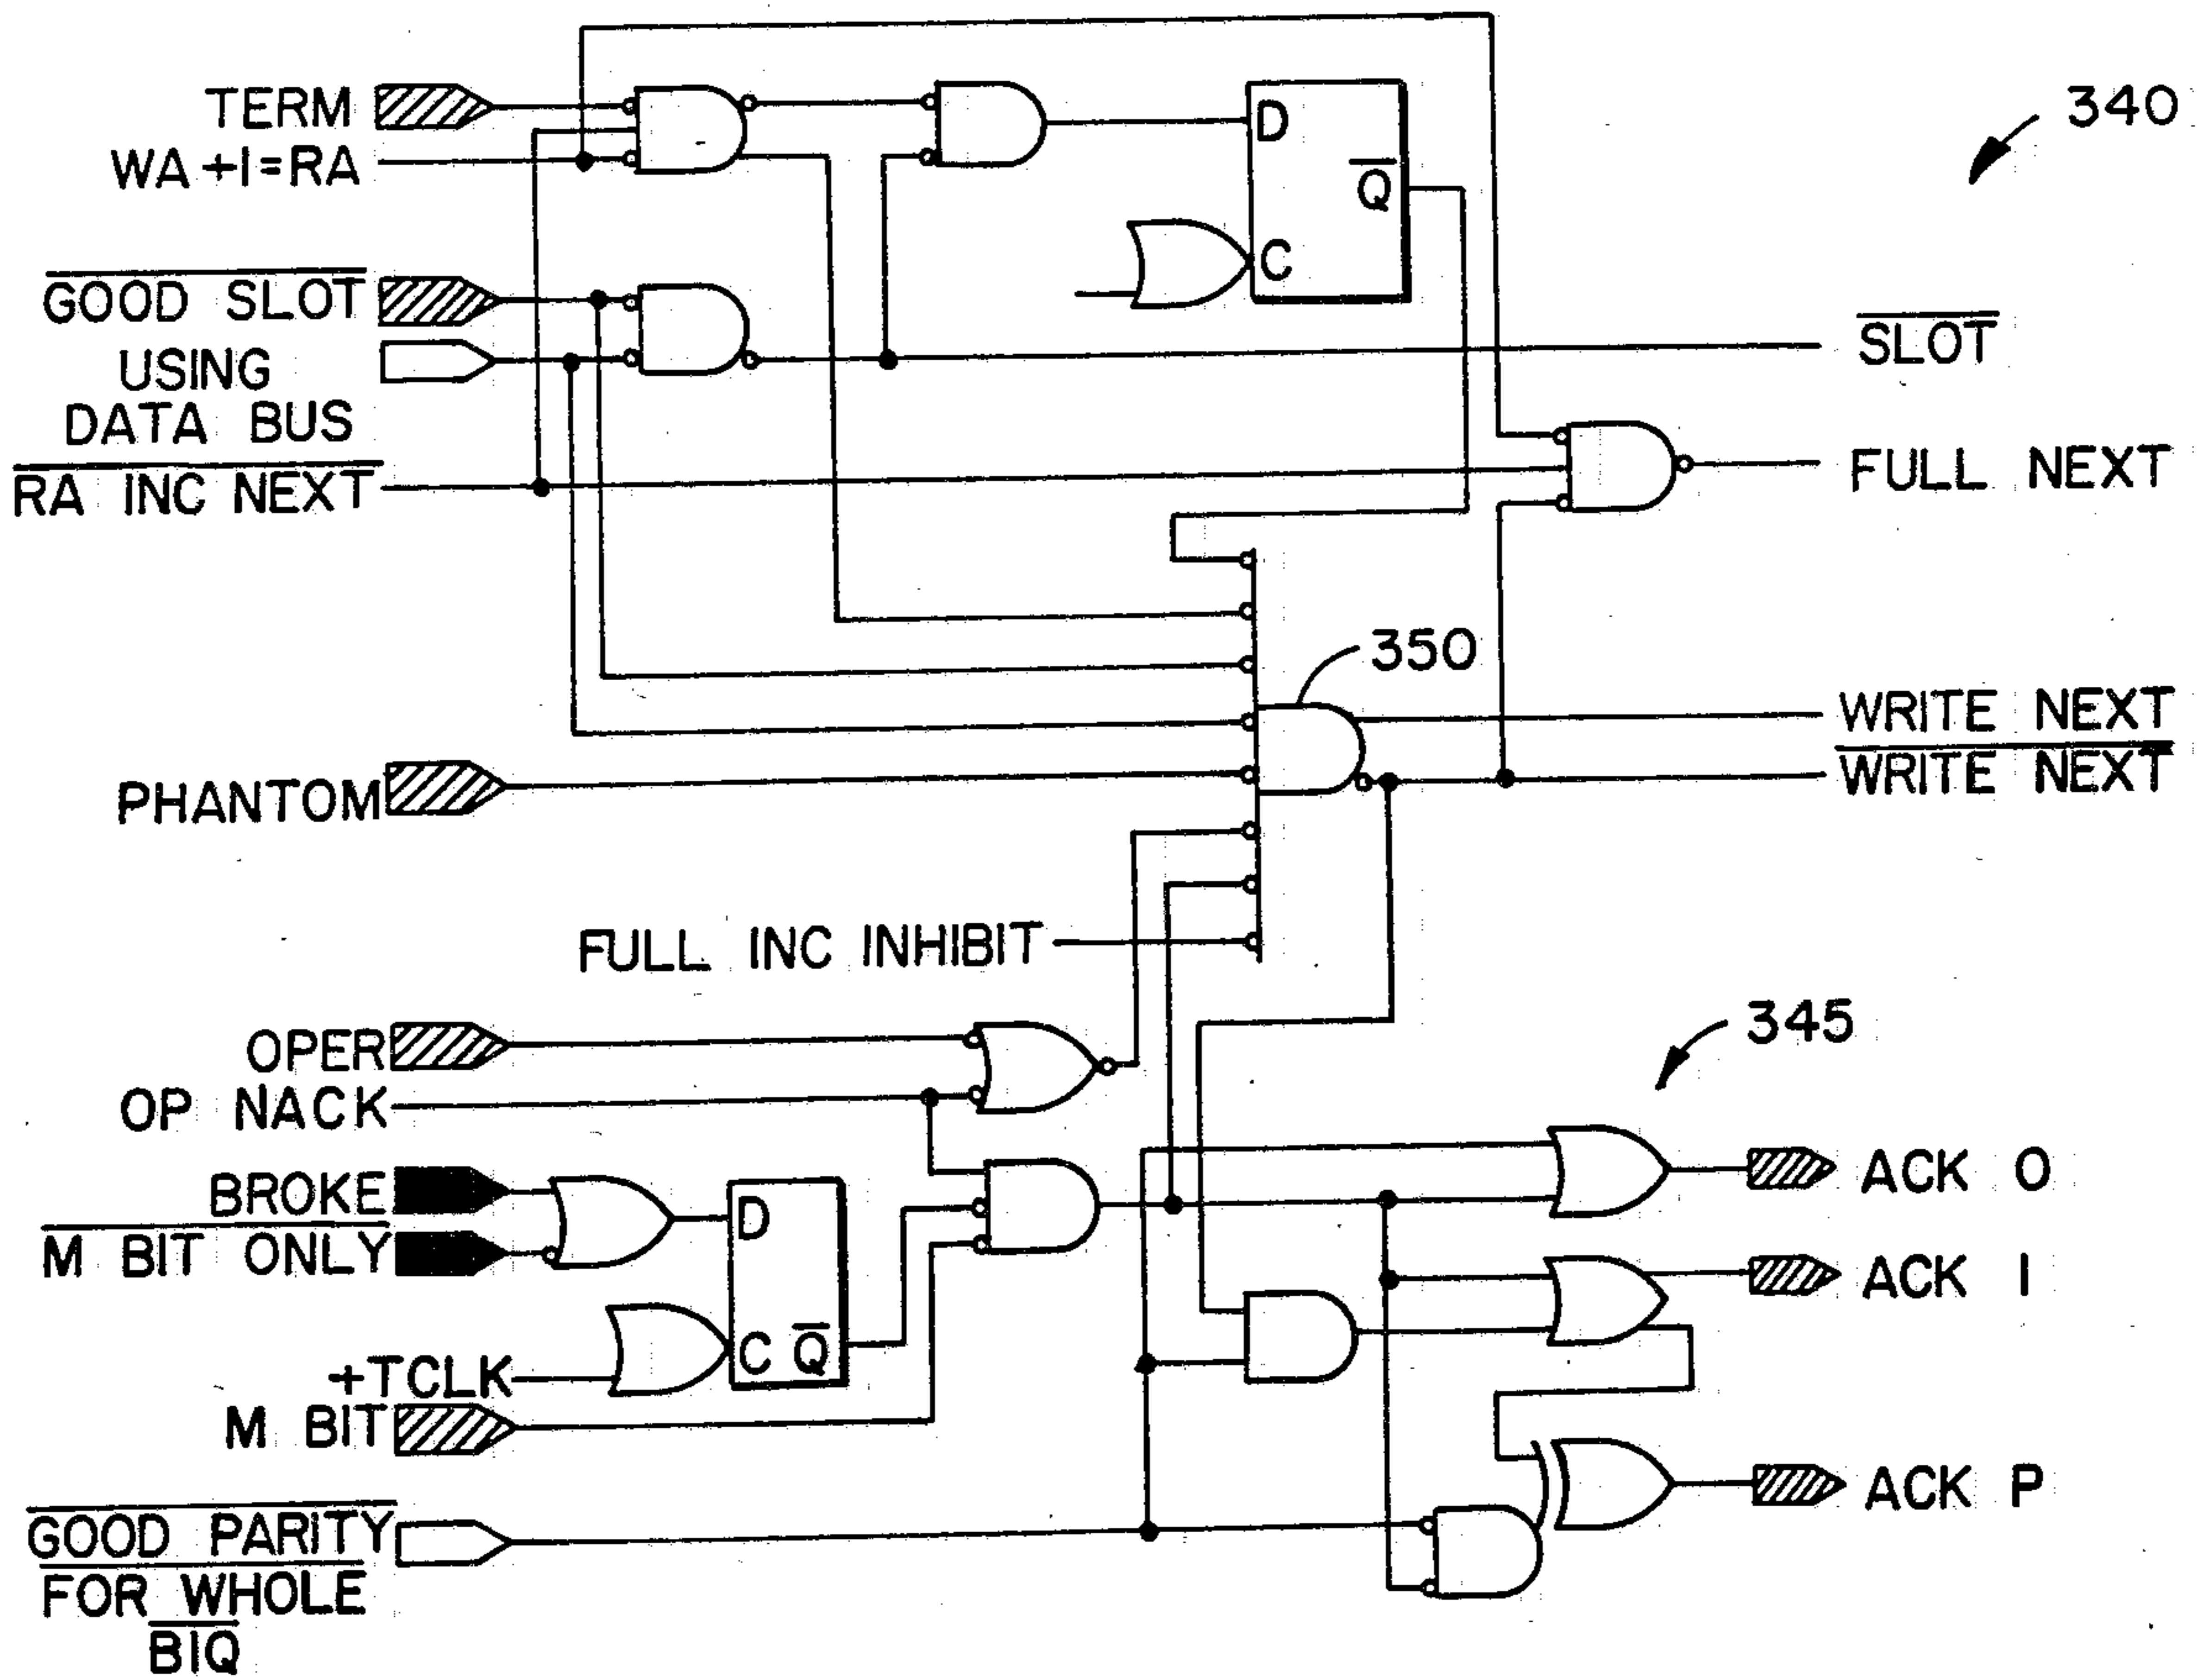 TERM
WA +1=RA
GOOD SLOT
USING
DATA BUS
RA INC NEXT
PHANTOM
FULL INC INHIBIT
OPER
OP NACK
BROKE
M BIT ONLY
+TCLK
M BIT
GOOD PARITY
FOR WHOLE
BIQ
D
Q
C
D
C Q
340
SLOT
FULL NEXT
350
WRITE NEXT
WRITE NEXT
345
ACK O
ACK I
ACK P